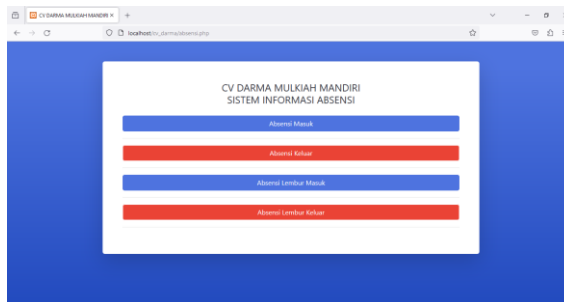 CV DARMA MULKIAH MANDIRI
localhost/cv_darma/absensi.php
CV DARMA MULKIAH MANDIRI
SISTEM INFORMASI ABSENSI
Absensi Masuk
Absensi Keluar
Absensi Lembur Masuk
Absensi Lembur Keluar